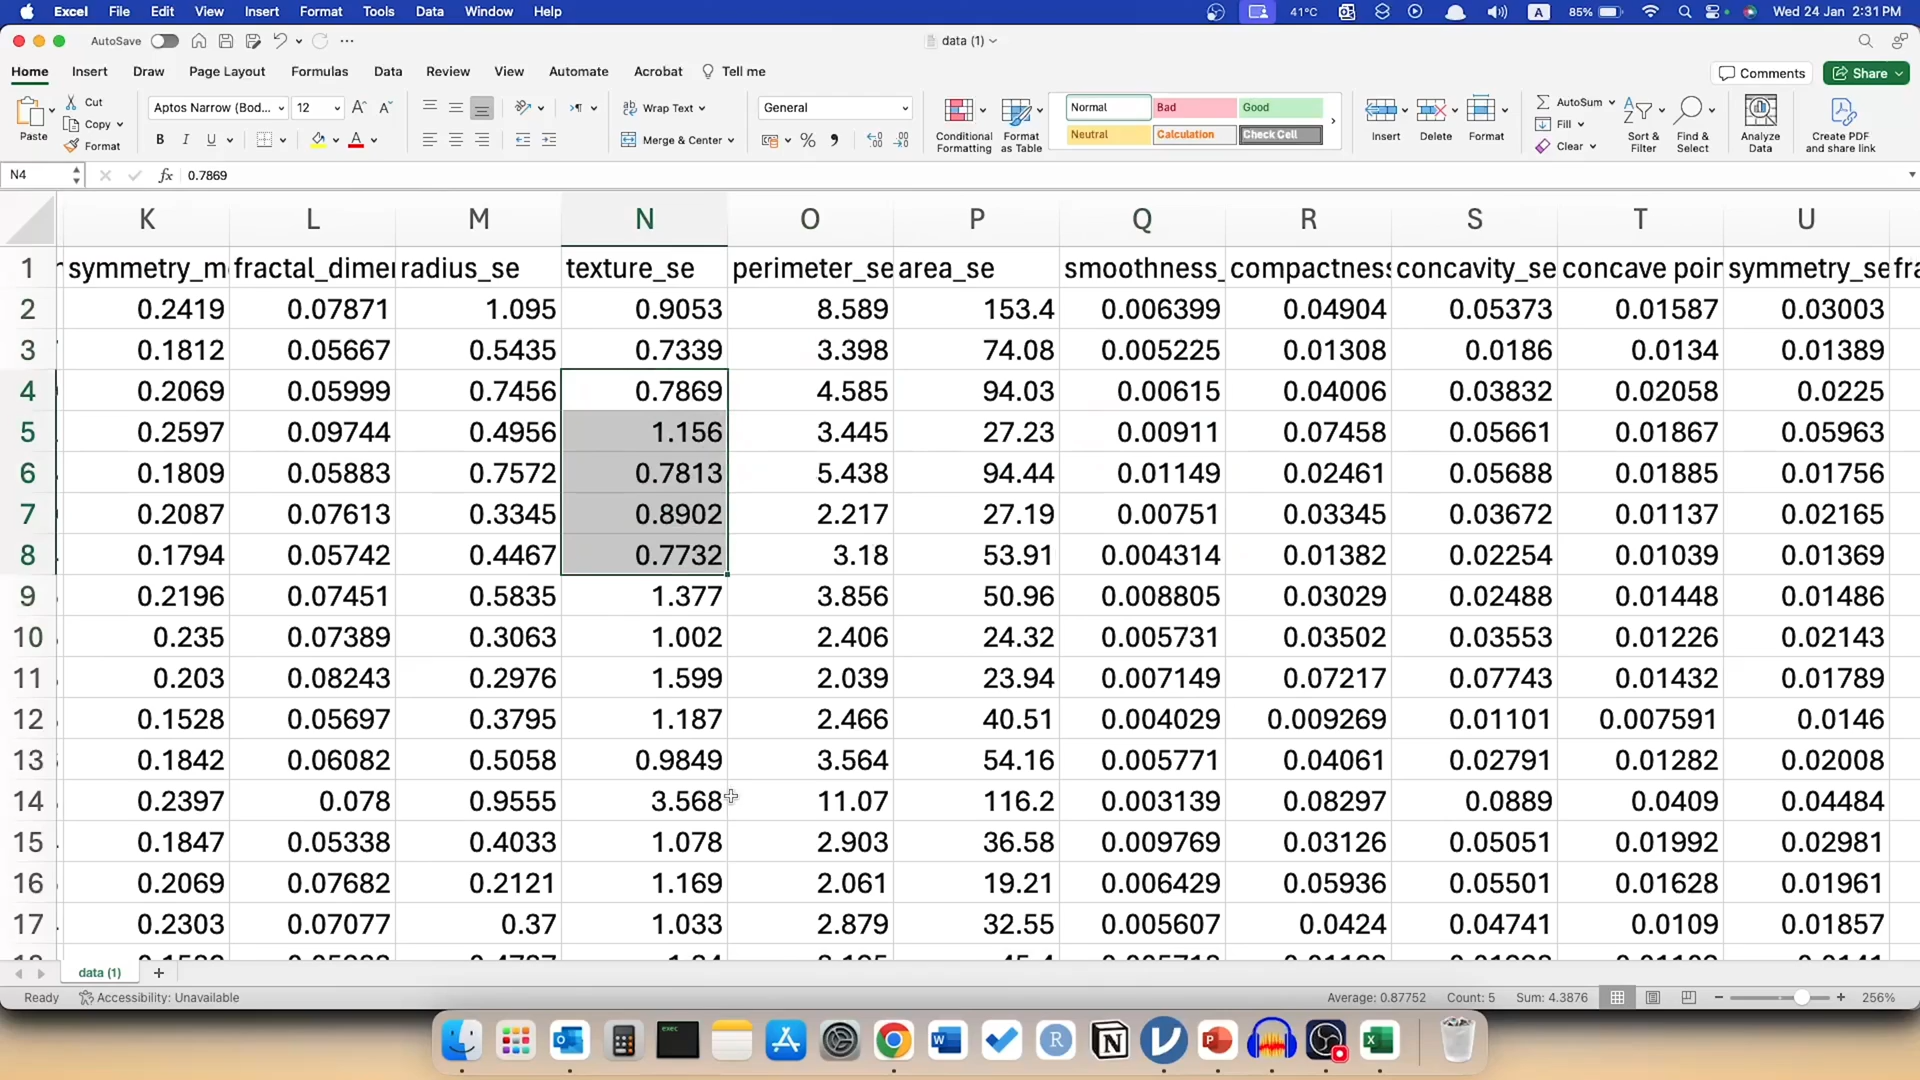 Excel File Edit View Insert Format Tools Data Window Help 41°C A 85% Wed 24 Jan 2:31 PM
AutoSave data (1)
Home Insert Draw Page Layout Formulas Data Review View Automate Acrobat Tell me Comments Share
Paste Cut Copy Format Aptos Narrow (Bod... 12 Wrap Text Merge & Center General Conditional Formatting Format as Table Normal Bad Good Neutral Calculation Check Cell Insert Delete Format AutoSum Fill Clear Sort & Filter Find & Select Analyze Data Create PDF and share link
N4 fx 0.7869
K L M N O P Q R S T U
1 symmetry_m fractal_dime radius_se texture_se perimeter_se area_se smoothness_ compactness concavity_se concave poin symmetry_se fra
2 0.2419 0.07871 1.095 0.9053 8.589 153.4 0.006399 0.04904 0.05373 0.01587 0.03003
3 0.1812 0.05667 0.5435 0.7339 3.398 74.08 0.005225 0.01308 0.0186 0.0134 0.01389
4 0.2069 0.05999 0.7456 0.7869 4.585 94.03 0.00615 0.04006 0.03832 0.02058 0.0225
5 0.2597 0.09744 0.4956 1.156 3.445 27.23 0.00911 0.07458 0.05661 0.01867 0.05963
6 0.1809 0.05883 0.7572 0.7813 5.438 94.44 0.01149 0.02461 0.05688 0.01885 0.01756
7 0.2087 0.07613 0.3345 0.8902 2.217 27.19 0.00751 0.03345 0.03672 0.01137 0.02165
8 0.1794 0.05742 0.4467 0.7732 3.18 53.91 0.004314 0.01382 0.02254 0.01039 0.01369
9 0.2196 0.07451 0.5835 1.377 3.856 50.96 0.008805 0.03029 0.02488 0.01448 0.01486
10 0.235 0.07389 0.3063 1.002 2.406 24.32 0.005731 0.03502 0.03553 0.01226 0.02143
11 0.203 0.08243 0.2976 1.599 2.039 23.94 0.007149 0.07217 0.07743 0.01432 0.01789
12 0.1528 0.05697 0.3795 1.187 2.466 40.51 0.004029 0.009269 0.01101 0.007591 0.0146
13 0.1842 0.06082 0.5058 0.9849 3.564 54.16 0.005771 0.04061 0.02791 0.01282 0.02008
14 0.2397 0.078 0.9555 3.568 11.07 116.2 0.003139 0.08297 0.0889 0.0409 0.04484
15 0.1847 0.05338 0.4033 1.078 2.903 36.58 0.009769 0.03126 0.05051 0.01992 0.02981
16 0.2069 0.07682 0.2121 1.169 2.061 19.21 0.006429 0.05936 0.05501 0.01628 0.01961
17 0.2303 0.07077 0.37 1.033 2.879 32.55 0.005607 0.0424 0.04741 0.0109 0.01857
data (1)
Ready Accessibility: Unavailable Average: 0.87752 Count: 5 Sum: 4.3876 256%